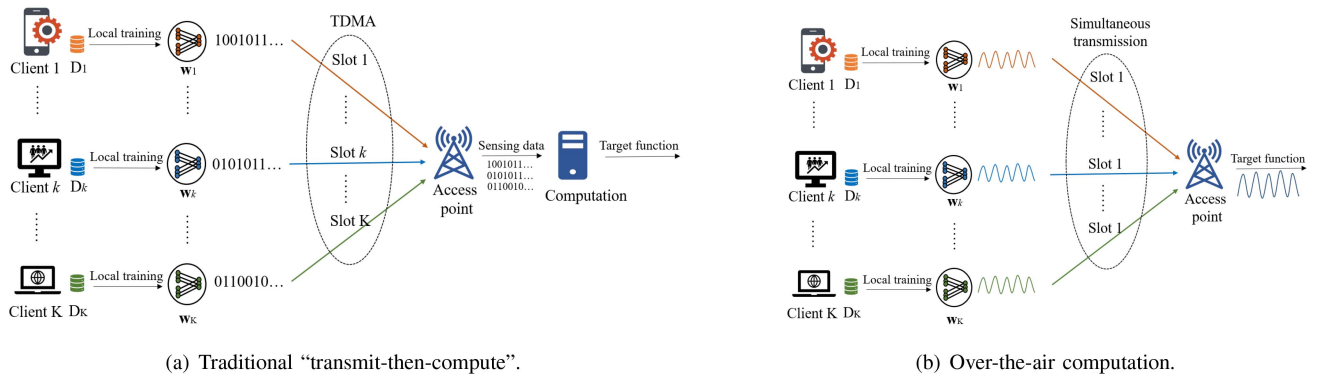 TDMA
Local training
1001011…
Slot 1
Client 1
D1
w1
Local training
0101011…
Slot k
Client k
Dk
wk
Sensing data
1001011…
0101011…
0110010…
Target function
Access
point
Computation
Slot K
Local training
0110010…
Client K
DK
wK
(a) Traditional “transmit-then-compute”.
Simultaneous
transmission
Local training
Slot 1
Client 1
D1
w1
Local training
Slot 1
Client k
Dk
wk
Target function
Access
point
Slot 1
Local training
Client K
DK
wK
(b) Over-the-air computation.